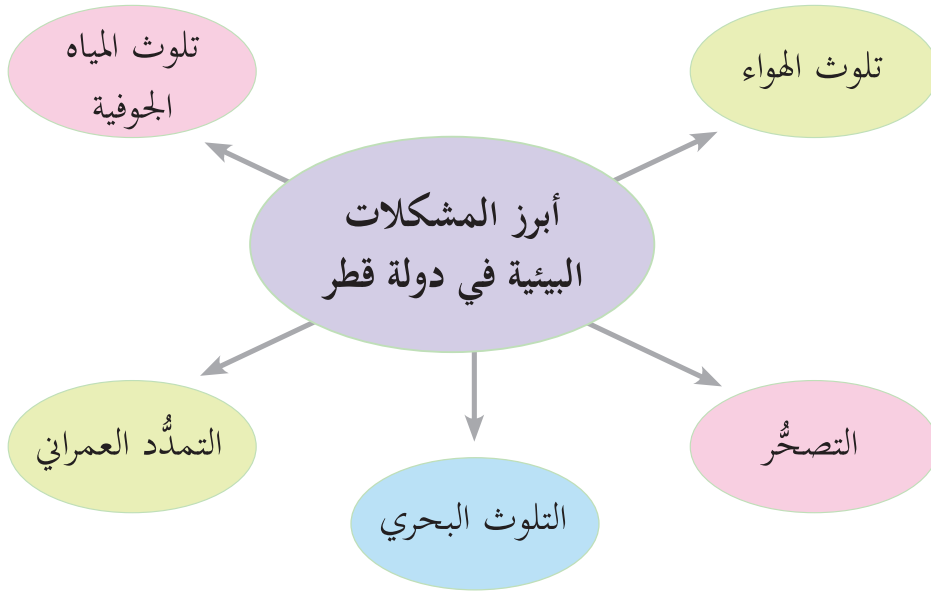 أبرز المشكلات
البيئية في دولة قطر
تلوث الهواء
تلوث المياه
الجوفية
التصحُّر
التلوث البحري
التمدُّد العمراني